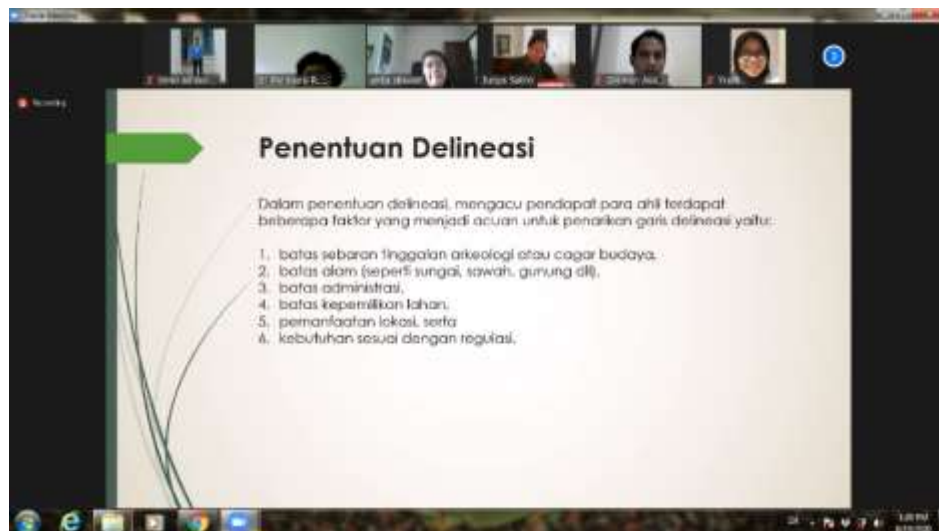 Recording
Penentuan Delineasi
Dalam penentuan delineasi, mengacu pendapat para ahli terdapat
beberapa faktor yang menjadi acuan untuk penarikan garis delineasi yaitu:
1. batas sebaran tinggalan arkeologi atau cagar budaya,
2. batas alam (seperti sungai, sawah, gunung dll),
3. batas administrasi,
4. batas kepemilikan lahan,
5. pemanfaatan lokasi, serta
6. kebutuhan sesuai dengan regulasi.